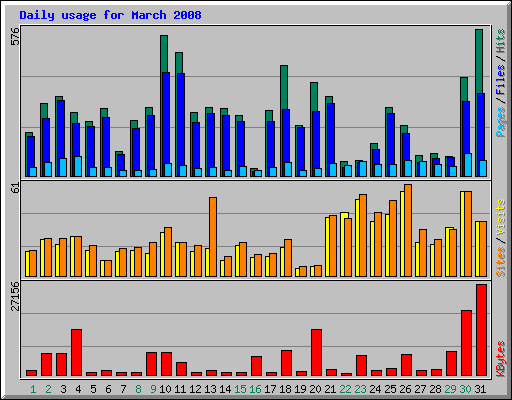 Daily usage for March 2008
576
Pages / Files / Hits
61
Sites / Visits
27156
KBytes
1 2 3 4 5 6 7 8 9 10 11 12 13 14 15 16 17 18 19 20 21 22 23 24 25 26 27 28 29 30 31